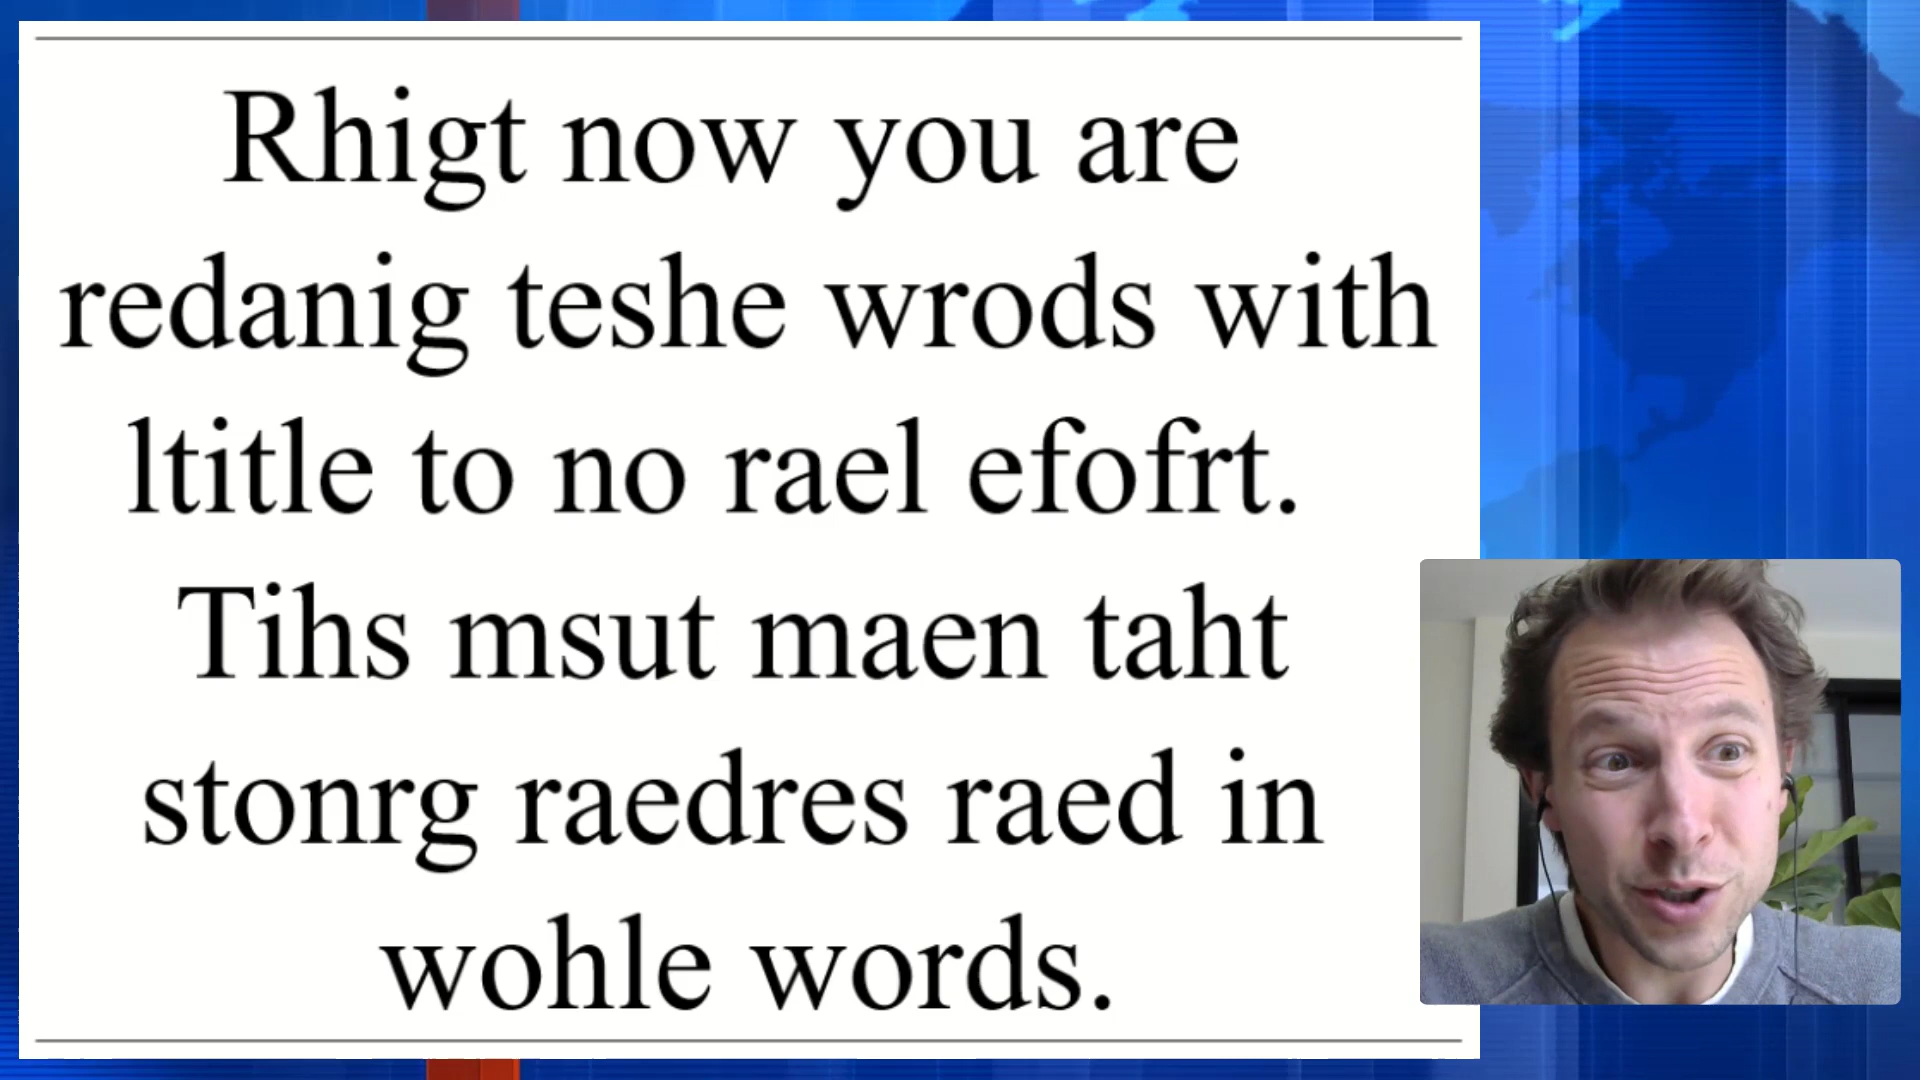 Rhigt now you are
redanig teshe wrods with
ltitle to no rael efofrt.
Tihs msut maen taht
stonrg raedres raed in
wohle words.